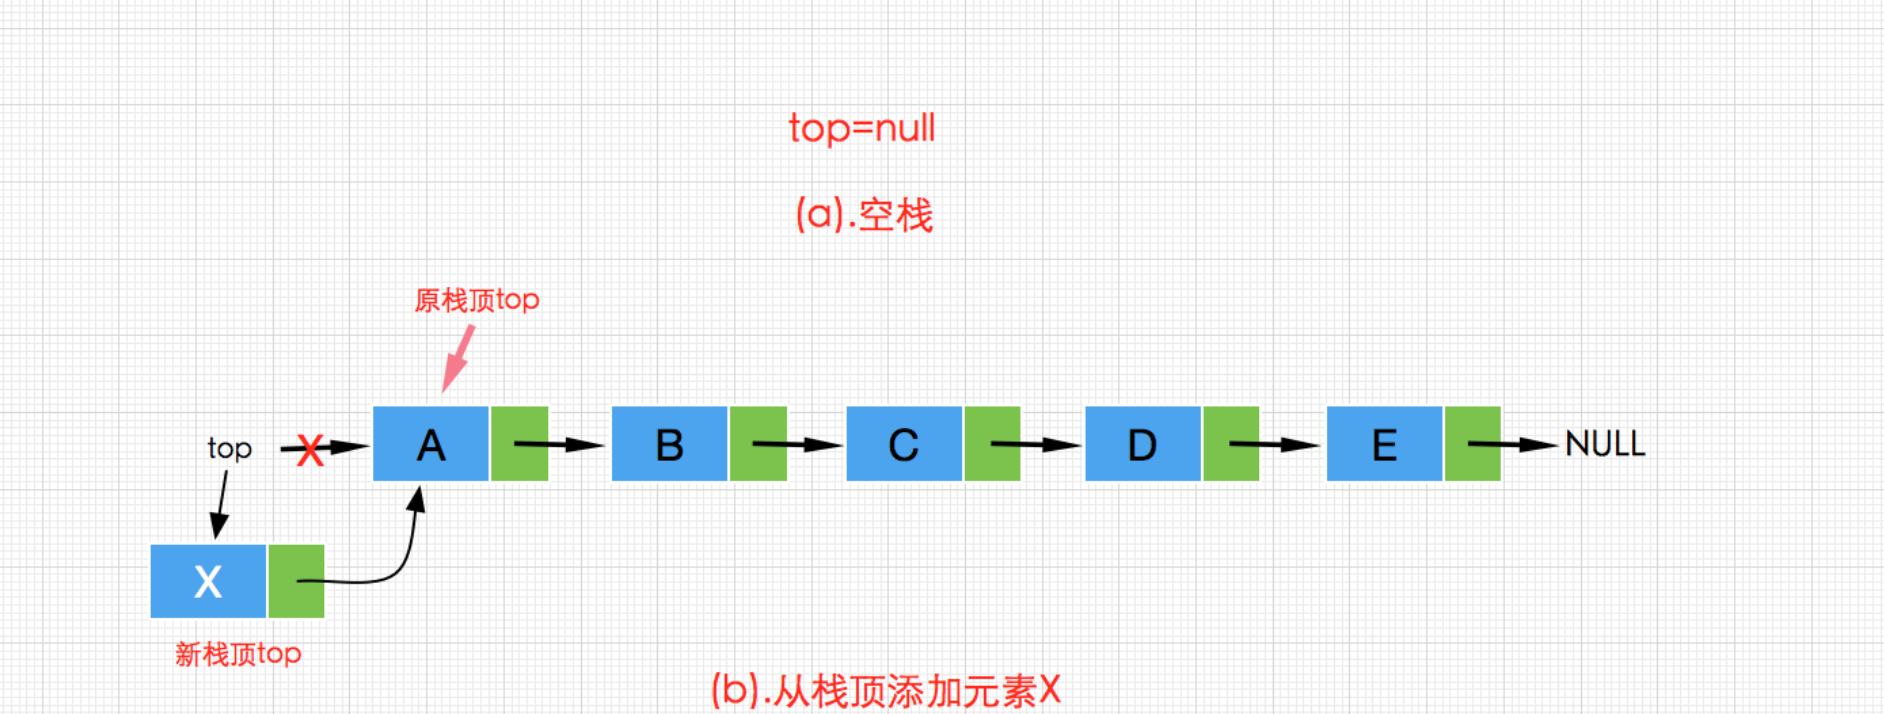 top=null
(a).空栈
原栈顶top
top X A B C D E NULL
X
新栈顶top
(b).从栈顶添加元素X